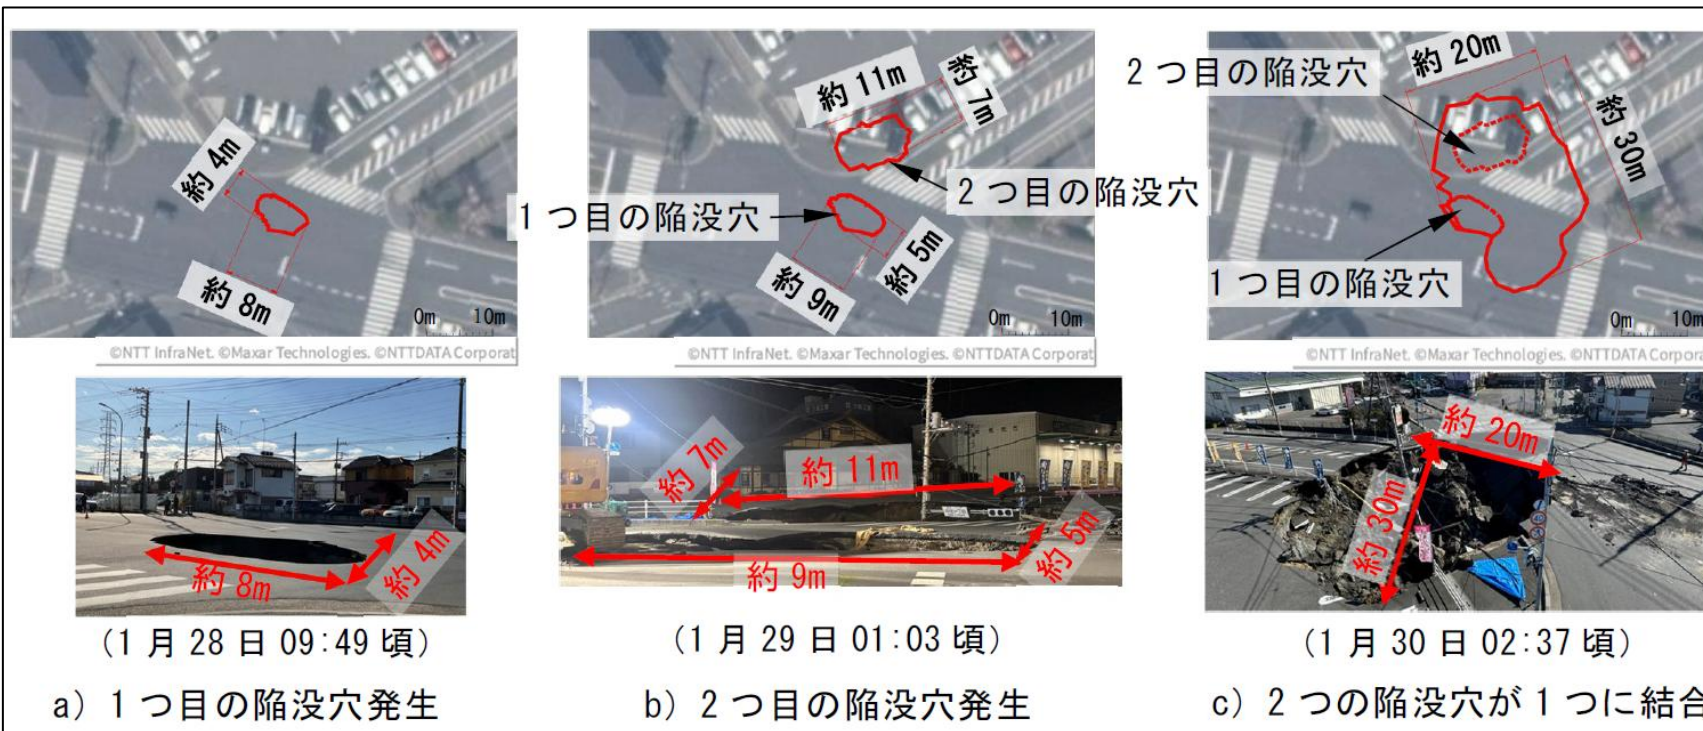 約 4m
約 8m
0m 10m
©NTT InfraNet. ©Maxar Technologies. ©NTTDATA Corporat
約 8m
約 4m
(1 月 28 日 09:49 頃)
a) 1 つ目の陥没穴発生
約 11m
約 7m
2 つ目の陥没穴
1 つ目の陥没穴
約 5m
約 9m
0m 10m
©NTT InfraNet. ©Maxar Technologies. ©NTTDATA Corporat
約 7m
約 11m
約 5m
約 9m
(1 月 29 日 01:03 頃)
b) 2 つ目の陥没穴発生
約 20m
2 つ目の陥没穴
約 30m
1 つ目の陥没穴
0m 10m
©NTT InfraNet. ©Maxar Technologies. ©NTTDATA Corpora
約 20m
約 30m
(1 月 30 日 02:37 頃)
c) 2 つの陥没穴が 1 つに結合